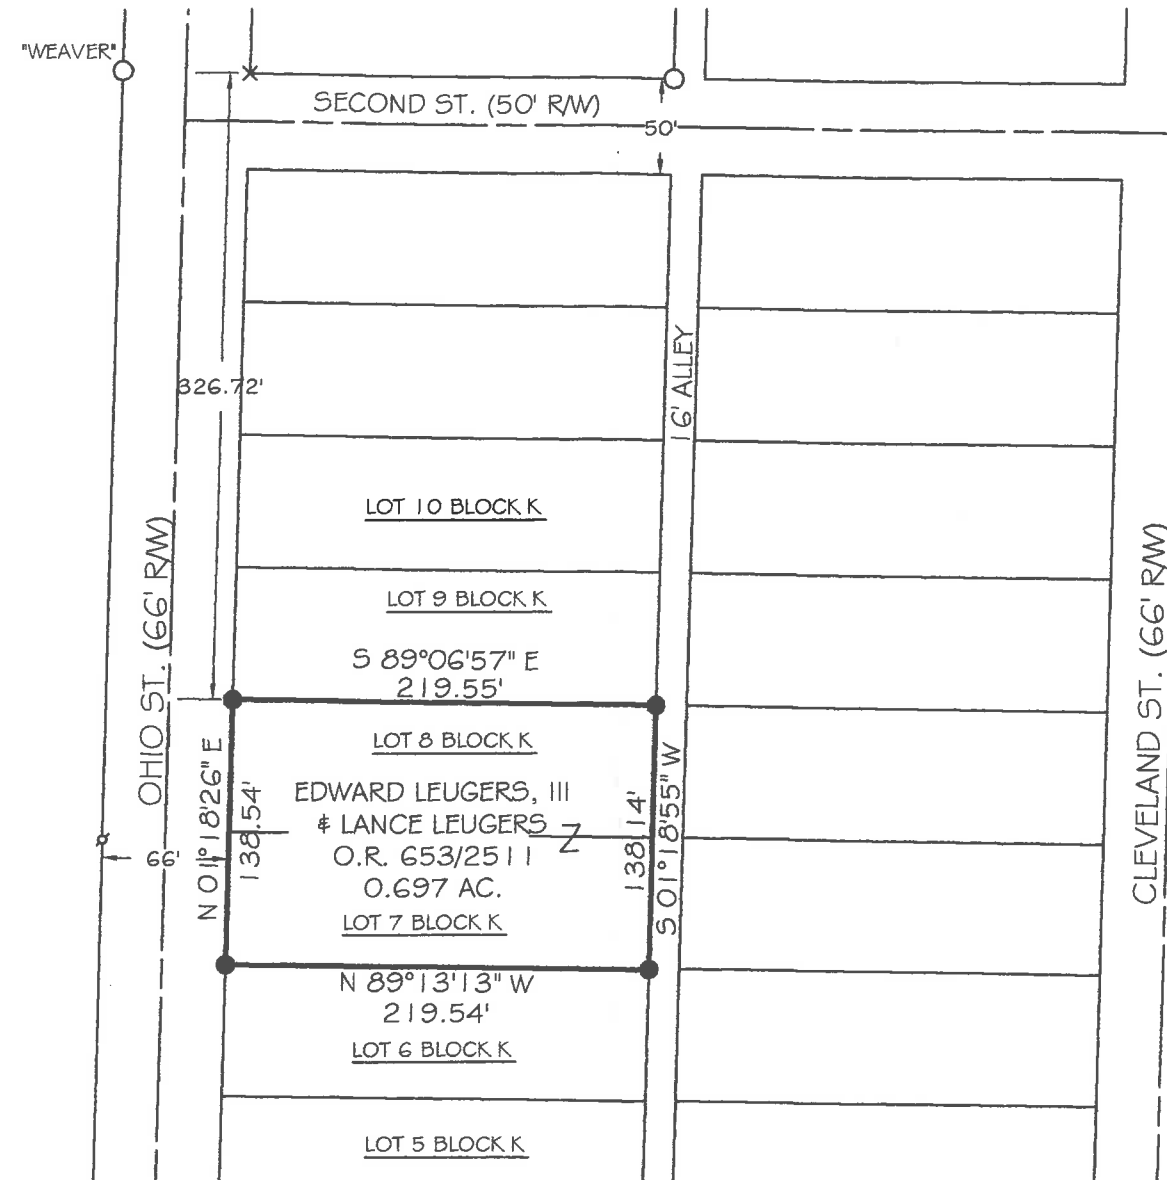 "WEAVER"
SECOND ST. (50' R/W)
50'
16' ALLEY
326.72'
LOT 10 BLOCK K
LOT 9 BLOCK K
OHIO ST. (66' R/W)
CLEVELAND ST. (66' R/W)
S 89°06'57" E
219.55'
LOT 8 BLOCK K
N 01°18'26" E
138.54'
EDWARD LEUGERS, III
& LANCE LEUGERS
O.R. 653/2511
0.697 AC.
138.14'
S 01°18'55" W
66'
LOT 7 BLOCK K
N 89°13'13" W
219.54'
LOT 6 BLOCK K
LOT 5 BLOCK K